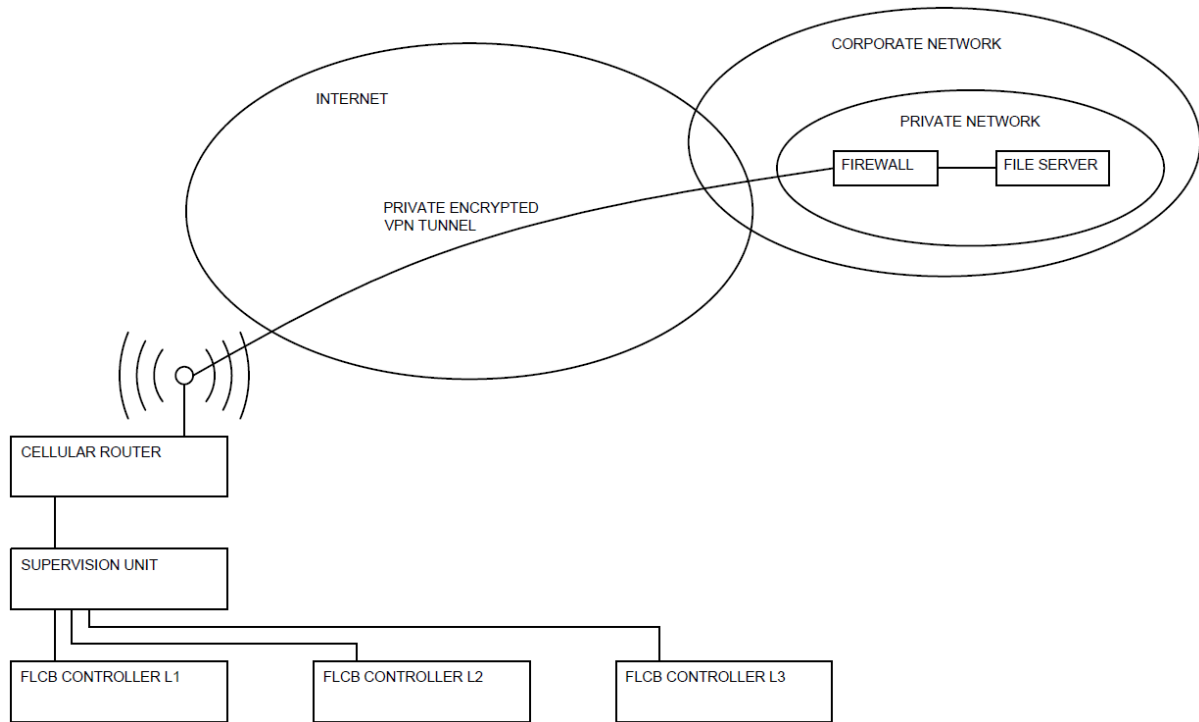 CORPORATE NETWORK
INTERNET
PRIVATE NETWORK
FIREWALL
FILE SERVER
PRIVATE ENCRYPTED
VPN TUNNEL
CELLULAR ROUTER
SUPERVISION UNIT
FLCB CONTROLLER L1
FLCB CONTROLLER L2
FLCB CONTROLLER L3